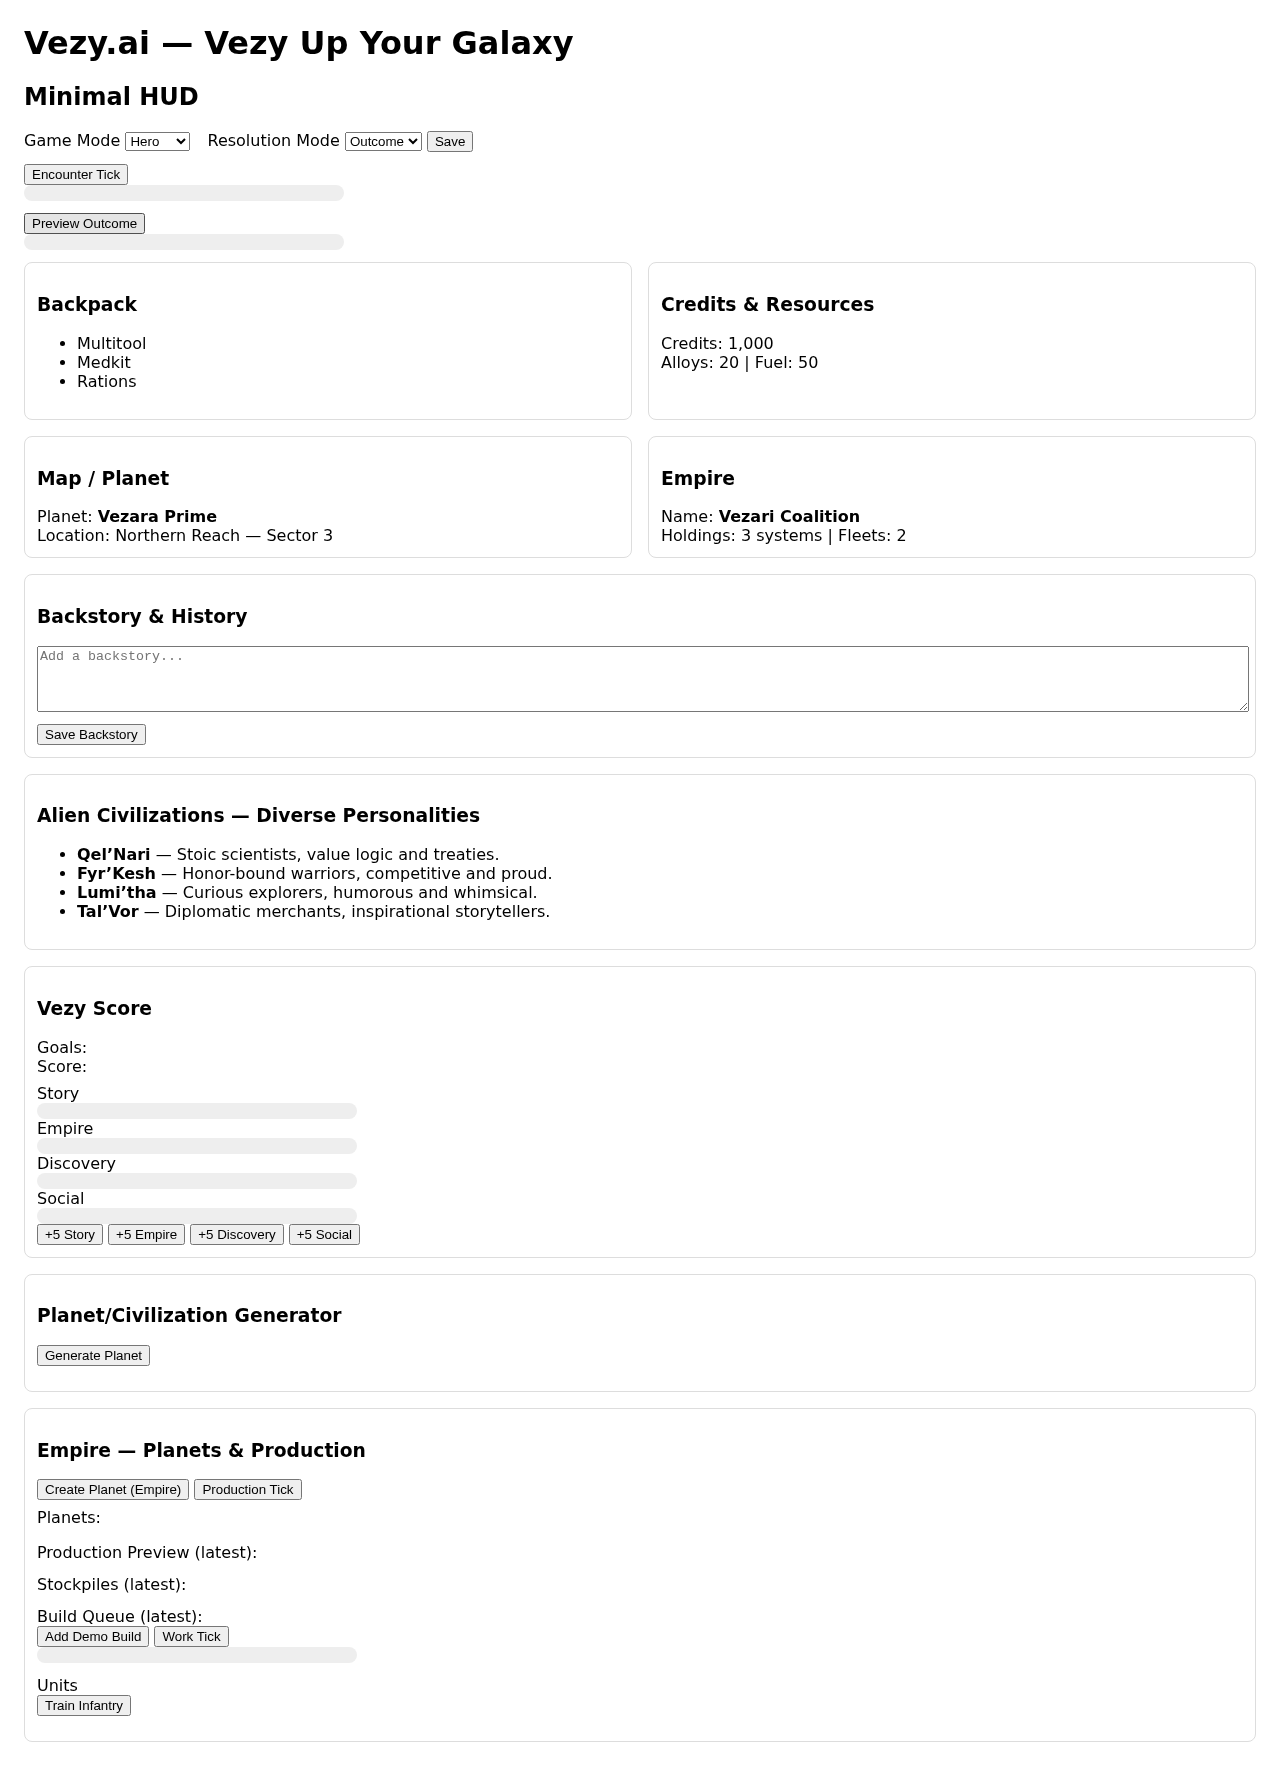 Vezy.ai — Vezy Up Your Galaxy
Minimal HUD
Game Mode Hero Resolution Mode Outcome Save
Encounter Tick
Preview Outcome
Backpack
• Multitool
• Medkit
• Rations
Credits & Resources
Credits: 1,000
Alloys: 20 | Fuel: 50
Map / Planet
Planet: Vezara Prime
Location: Northern Reach — Sector 3
Empire
Name: Vezari Coalition
Holdings: 3 systems | Fleets: 2
Backstory & History
Add a backstory...
Save Backstory
Alien Civilizations — Diverse Personalities
• Qel’Nari — Stoic scientists, value logic and treaties.
• Fyr’Kesh — Honor-bound warriors, competitive and proud.
• Lumi’tha — Curious explorers, humorous and whimsical.
• Tal’Vor — Diplomatic merchants, inspirational storytellers.
Vezy Score
Goals:
Score:
Story
Empire
Discovery
Social
+5 Story +5 Empire +5 Discovery +5 Social
Planet/Civilization Generator
Generate Planet
Empire — Planets & Production
Create Planet (Empire) Production Tick
Planets:
Production Preview (latest):
Stockpiles (latest):
Build Queue (latest):
Add Demo Build Work Tick
Units
Train Infantry